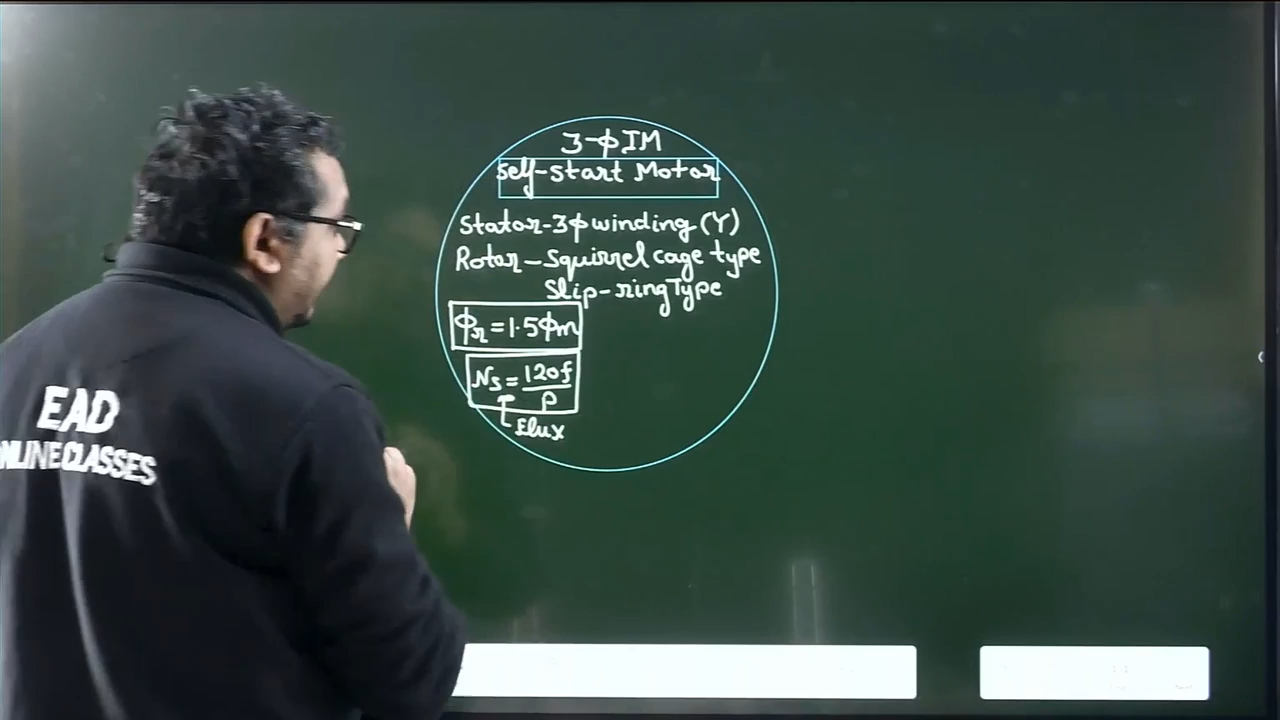 3-ϕ IM
Self-start Motor
Stator-3ϕ winding (Y)
Rotor-Squirrel cage type
Slip-ring Type
ϕr = 1.5ϕm
Ns = 120f/P
flux
EAD
ONLINE CLASSES